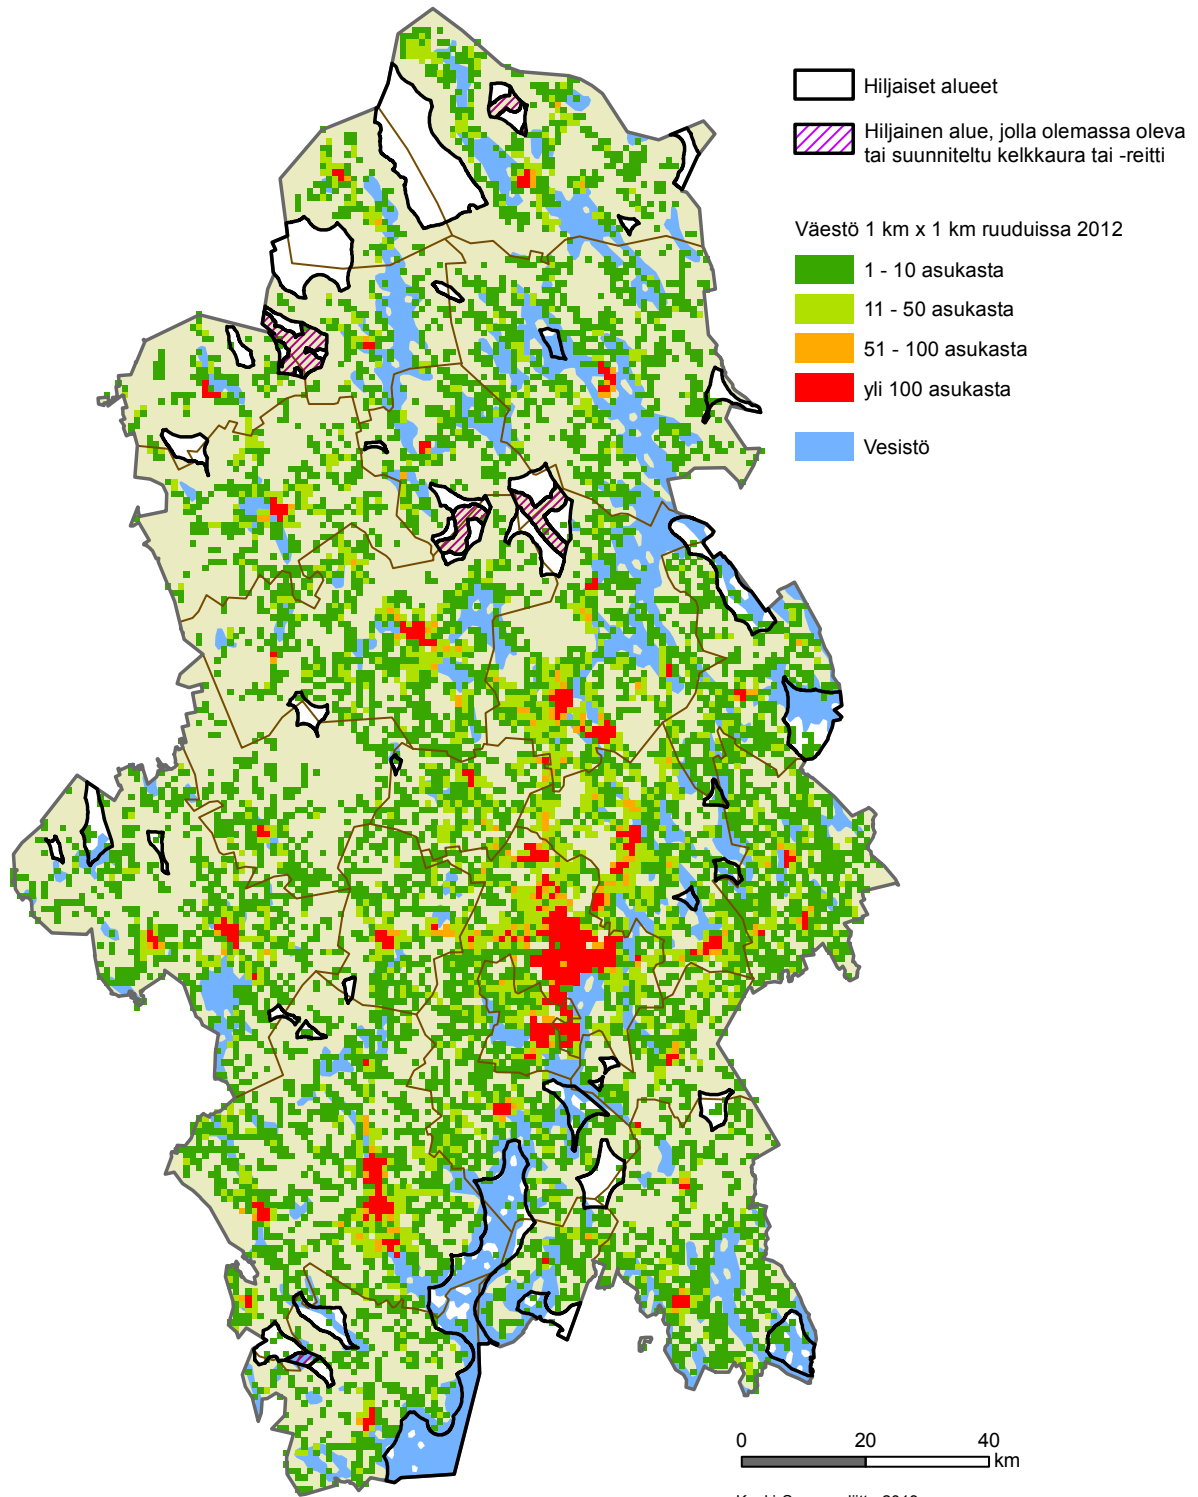 Hiljaiset alueet
Hiljainen alue, jolla olemassa oleva
tai suunniteltu kelkkaura tai -reitti
Väestö 1 km x 1 km ruuduissa 2012
1 - 10 asukasta
11 - 50 asukasta
51 - 100 asukasta
yli 100 asukasta
Vesistö
0 20 40
km